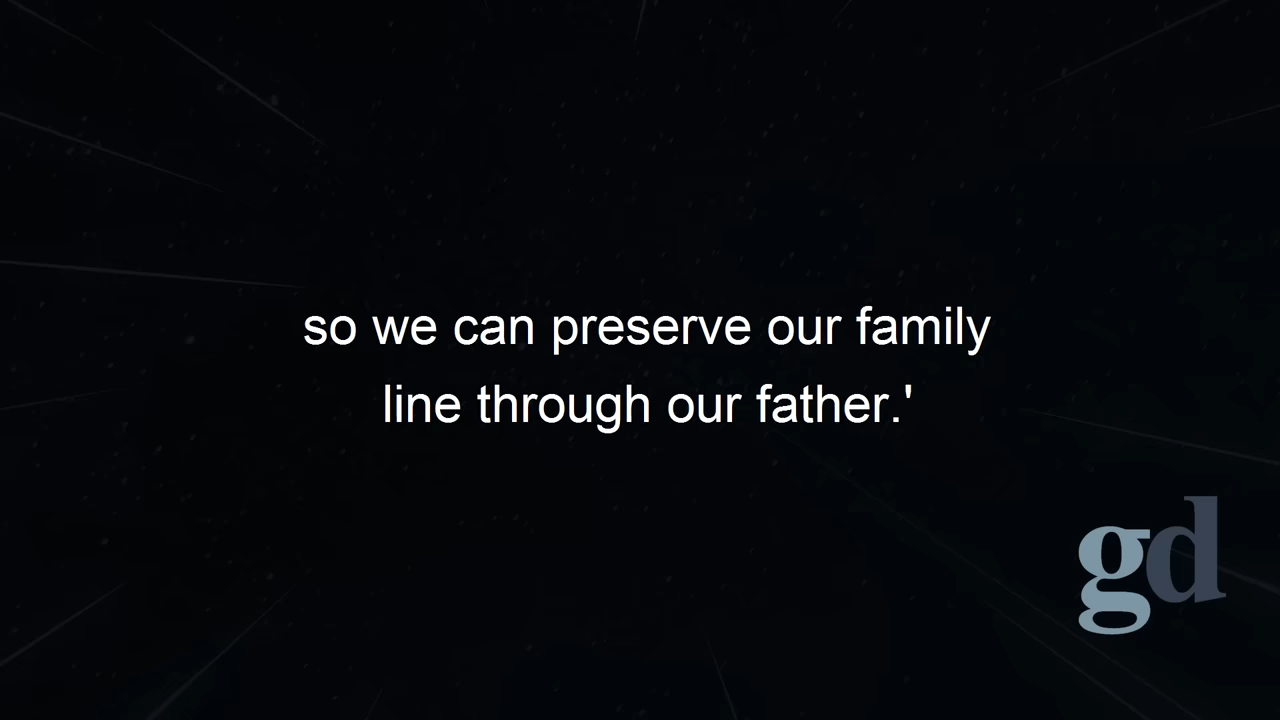 so we can preserve our family
line through our father.'
gd